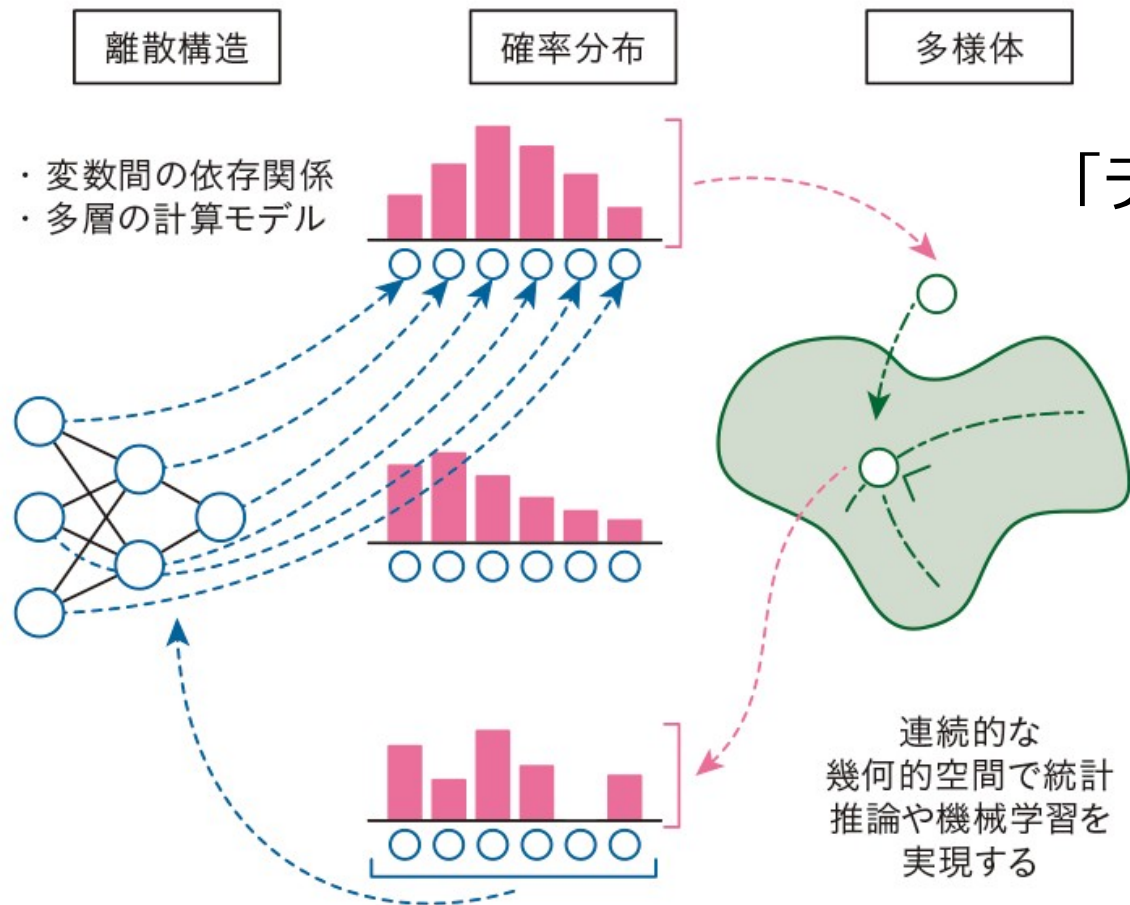 離散構造
確率分布
多様体
・変数間の依存関係
・多層の計算モデル
「デ
連続的な
幾何的空間で統計
推論や機械学習を
実現する